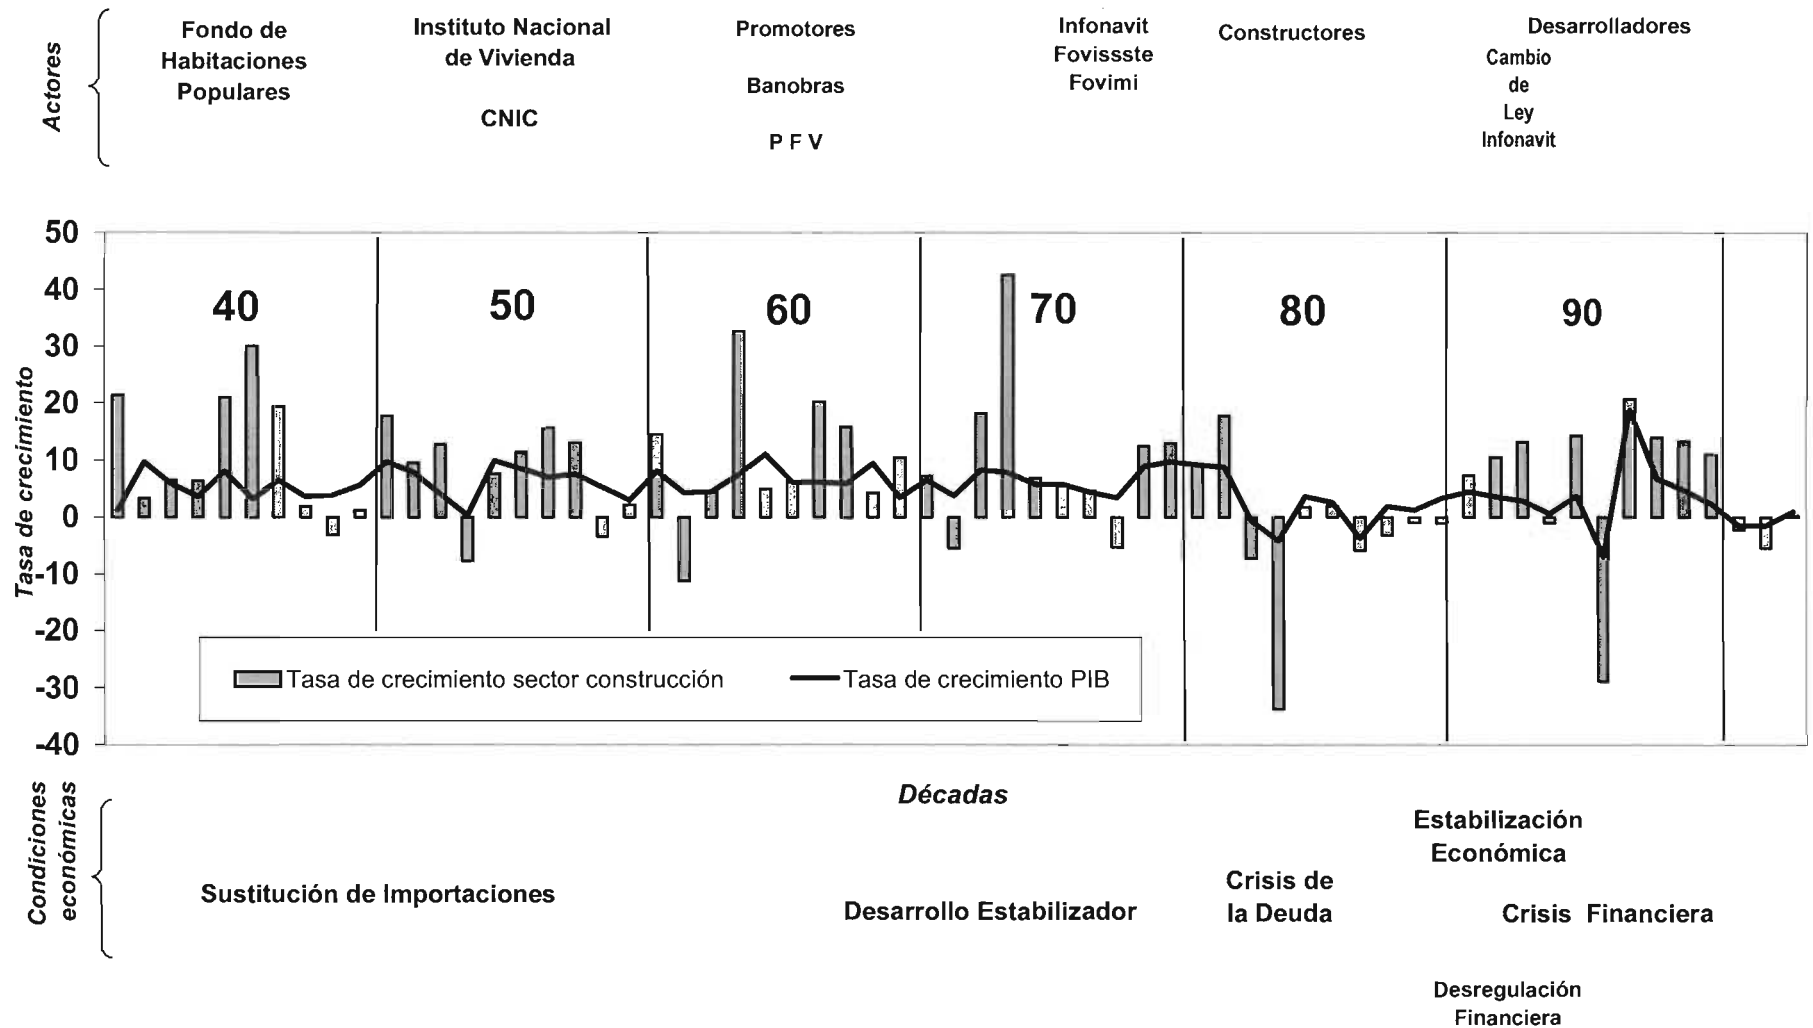 Actores
Fondo de
Habitaciones
Populares
Instituto Nacional
de Vivienda
CNIC
Promotores
Banobras
P F V
Infonavit
Fovissste
Fovimi
Constructores
Desarrolladores
Cambio
de
Ley
Infonavit
Tasa de crecimiento
50
40
30
20
10
0
-10
-20
-30
-40
40
50
60
70
80
90
Tasa de crecimiento sector construcción
Tasa de crecimiento PIB
Décadas
Condiciones
económicas
Sustitución de Importaciones
Desarrollo Estabilizador
Crisis de
la Deuda
Estabilización
Económica
Crisis Financiera
Desregulación
Financiera